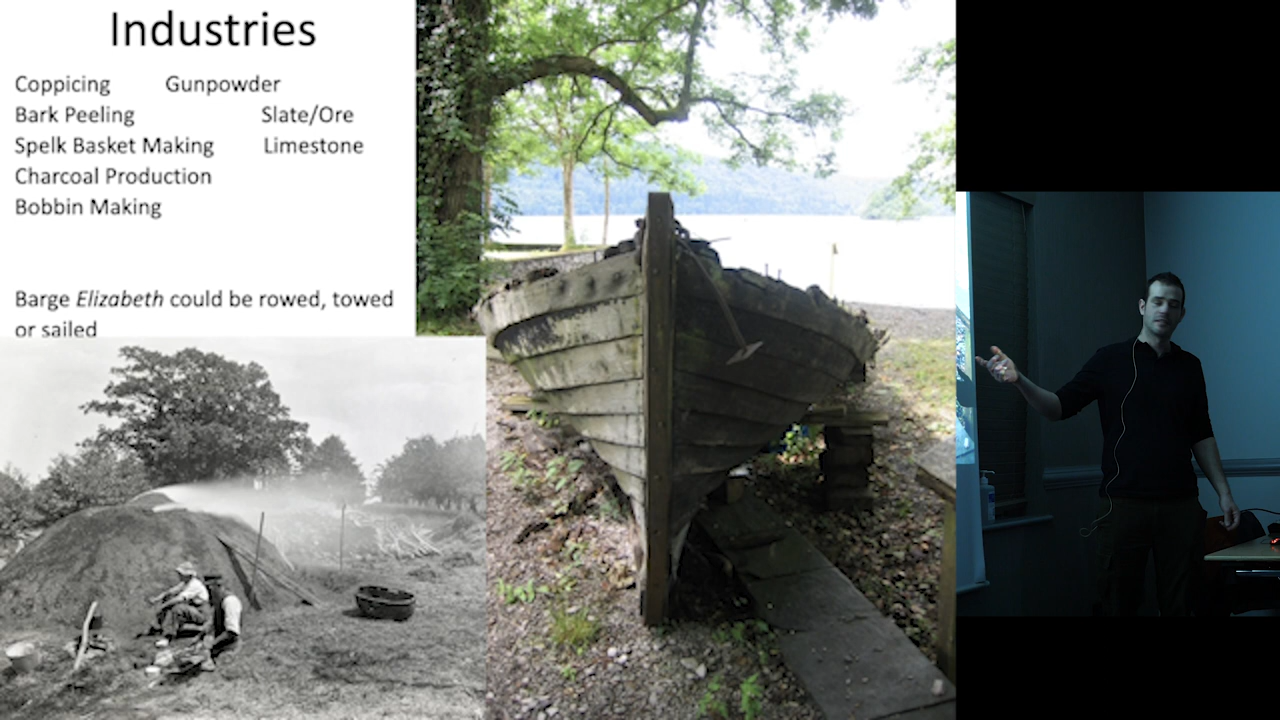 Industries
Coppicing Gunpowder
Bark Peeling Slate/Ore
Spelk Basket Making Limestone
Charcoal Production
Bobbin Making
Barge Elizabeth could be rowed, towed
or sailed